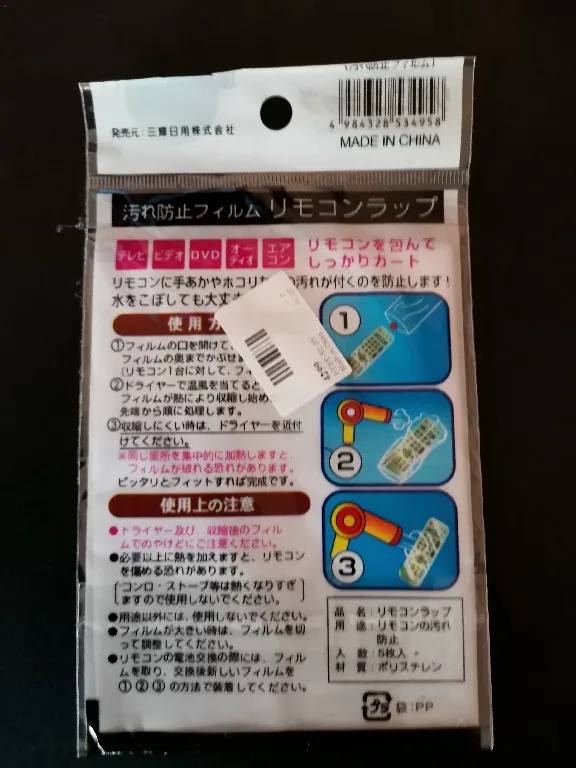 発売元:三輝日用株式会社
4 984328 534958
MADE IN CHINA
汚れ防止フィルム リモコンラップ
テレビ ビデオ DVD オーディオ エアコン
リモコンを包んで
しっかりガード
リモコンに手あかやホコリ 汚れが付くのを防止します!
水をこぼしても大丈
使用方
①フィルムの口を開けて、
フィルムの奥までかぶせ
(リモコン1台に対して、フィ
②ドライヤーで温風を当てると
フィルムが熱により収縮し始め
先端から順に処理します。
③収縮しにくい時は、ドライヤーを近付
けてください。
※同じ箇所を集中的に加熱しますと、
フィルムが破れる恐れがあります。
ピッタリとフィットすれば完成です。
1
2
3
使用上の注意
●ドライヤー及び、収縮後のフィル
ムでのやけどにご注意ください。
●必要以上に熱を加えますと、リモコン
を傷める恐れがあります。
〔コンロ・ストーブ等は熱くなりすぎ
ますので使用しないでください。〕
●用途以外には、使用しないでください。
●フィルムが大きい時は、フィルムを切
って調整してください。
●リモコンの電池交換の際には、フィル
ムを取り、交換後新しいフィルムを
①②③の方法で装着してください。
品 名:リモコンラップ
用 途:リモコンの汚れ
防止
入 数:5枚入
材 質:ポリスチレン
プラ 袋:PP